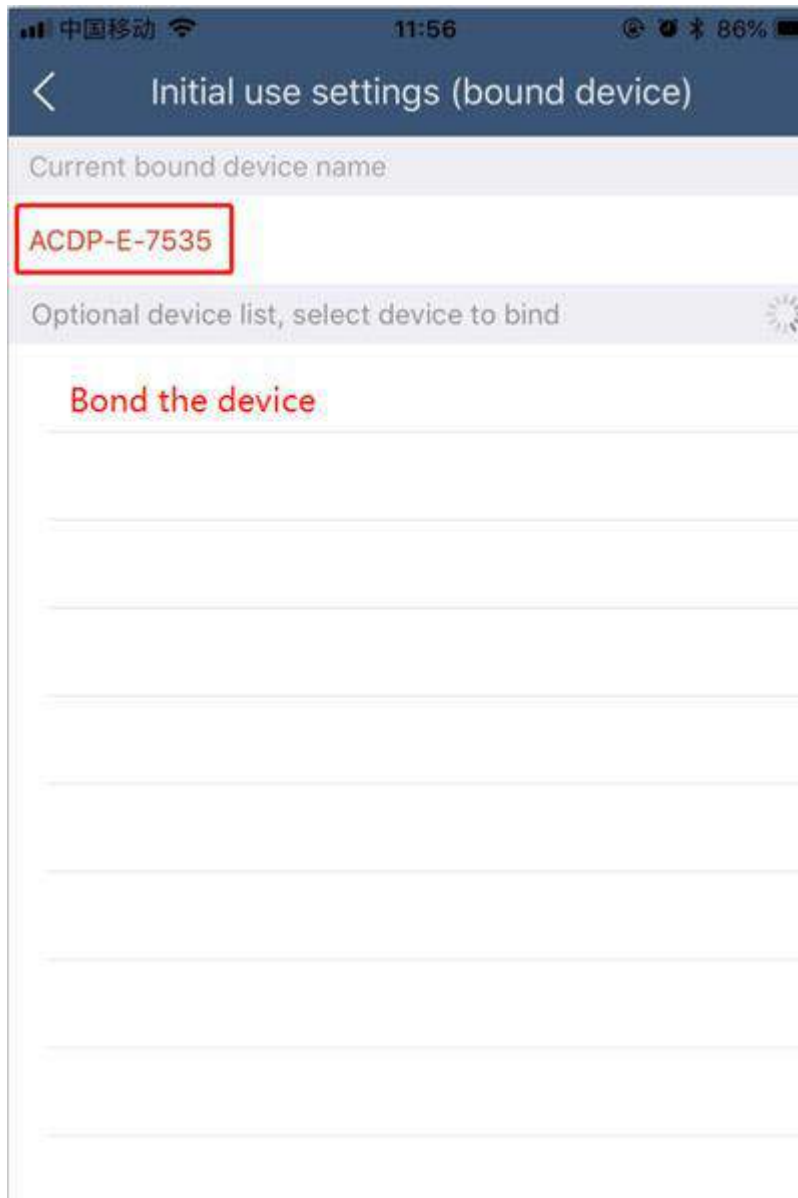 中国移动 11:56 86%
Initial use settings (bound device)
Current bound device name
ACDP-E-7535
Optional device list, select device to bind
Bond the device